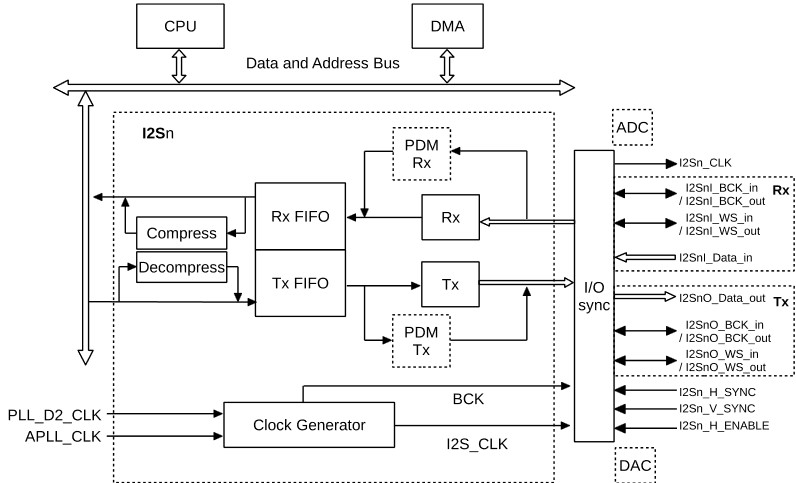 CPU
DMA
Data and Address Bus
I2Sn
ADC
PDM
Rx
I2Sn_CLK
I2SnI_BCK_in
/ I2SnI_BCK_out
Rx
Rx FIFO
Rx
I2SnI_WS_in
/ I2SnI_WS_out
Compress
I2SnI_Data_in
Decompress
Tx FIFO
Tx
I/O
sync
I2SnO_Data_out
Tx
PDM
Tx
I2SnO_BCK_in
/ I2SnO_BCK_out
I2SnO_WS_in
/ I2SnO_WS_out
BCK
I2Sn_H_SYNC
PLL_D2_CLK
I2Sn_V_SYNC
Clock Generator
I2Sn_H_ENABLE
APLL_CLK
I2S_CLK
DAC